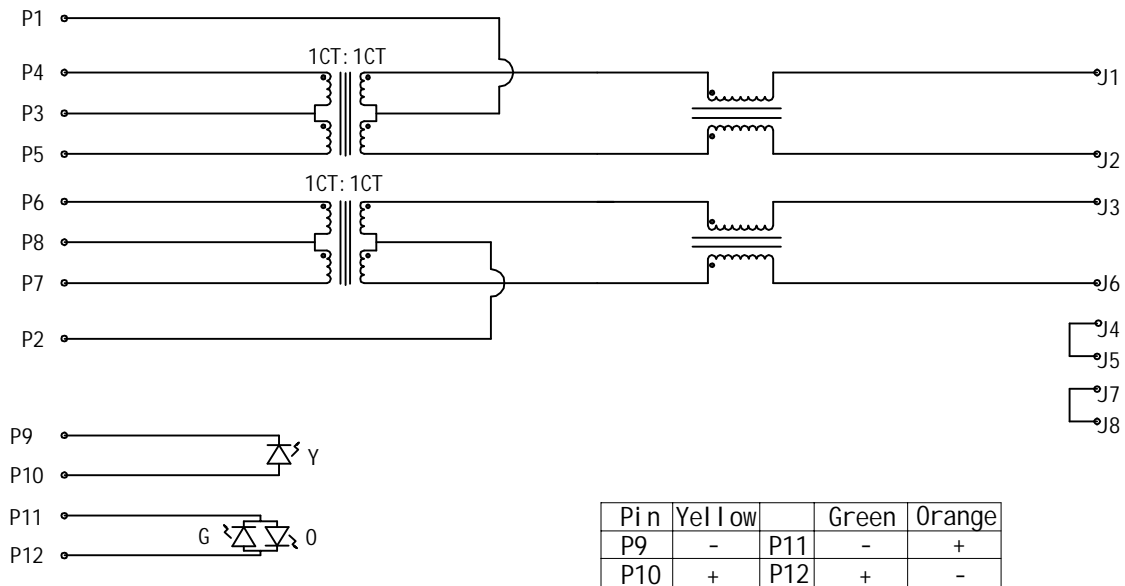 P1
1CT:1CT
P4
J1
P3
P5
J2
1CT:1CT
P6
J3
P8
P7
J6
P2
J4
J5
J7
J8
P9
Y
P10
P11
G
O
P12
Pin Yellow Green Orange
P9 - P11 - +
P10 + P12 + -